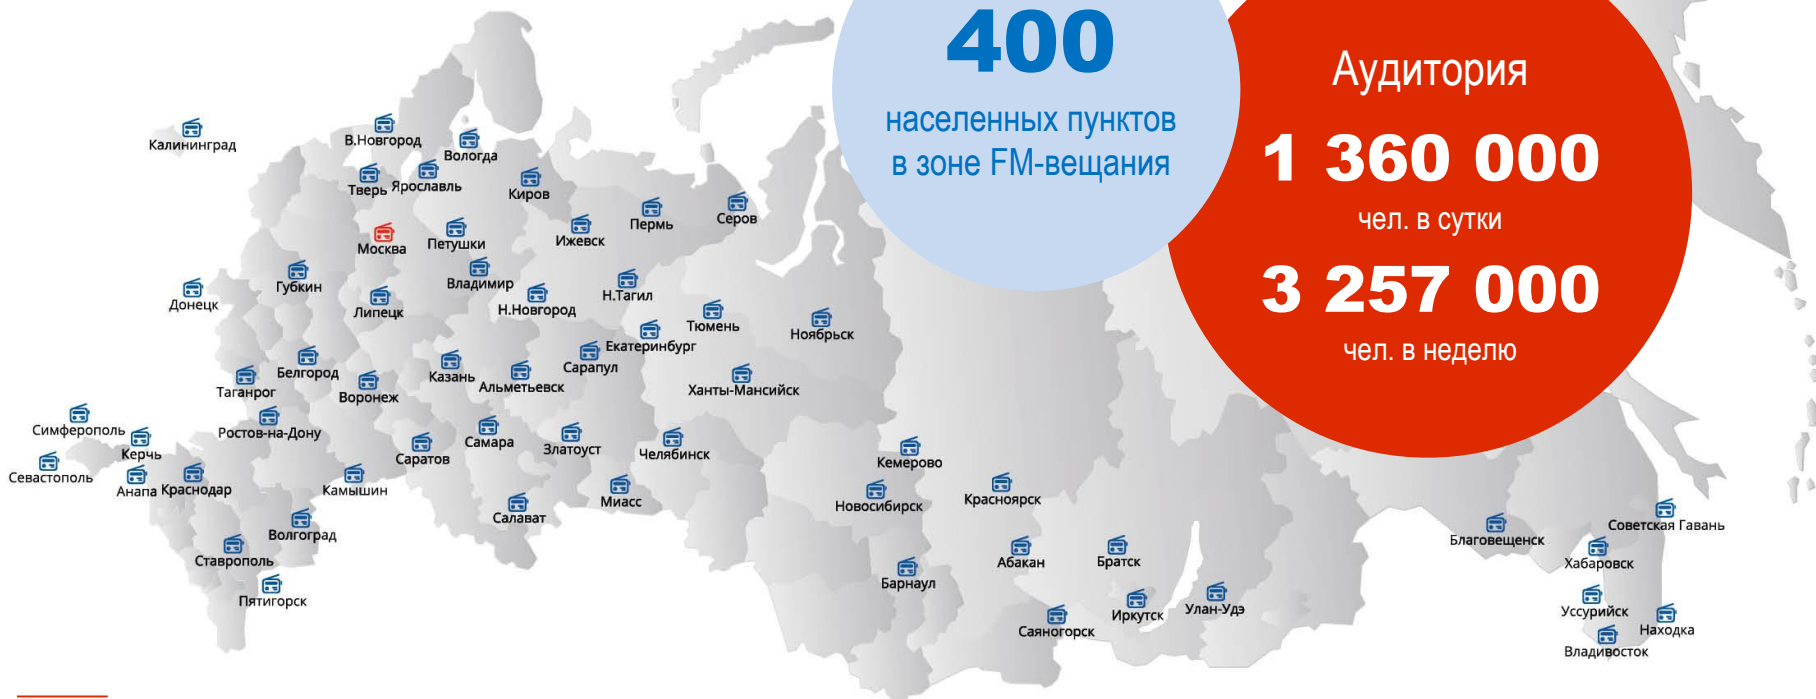 400
населенных пунктов
в зоне FM-вещания
Аудитория
1 360 000
чел. в сутки
3 257 000
чел. в неделю
Калининград
В.Новгород
Вологда
Тверь
Ярославль
Киров
Серов
Пермь
Москва
Петушки
Ижевск
Губкин
Владимир
Н.Тагил
Донецк
Липецк
Н.Новгород
Тюмень
Ноябрьск
Екатеринбург
Белгород
Казань
Сарапул
Таганрог
Воронеж
Альметьевск
Ханты-Мансийск
Симферополь
Ростов-на-Дону
Самара
Керчь
Саратов
Златоуст
Челябинск
Кемерово
Севастополь
Анапа
Краснодар
Камышин
Миасс
Новосибирск
Красноярск
Салават
Волгоград
Советская Гавань
Благовещенск
Ставрополь
Абакан
Братск
Хабаровск
Барнаул
Пятигорск
Иркутск
Улан-Удэ
Уссурийск
Саяногорск
Находка
Владивосток